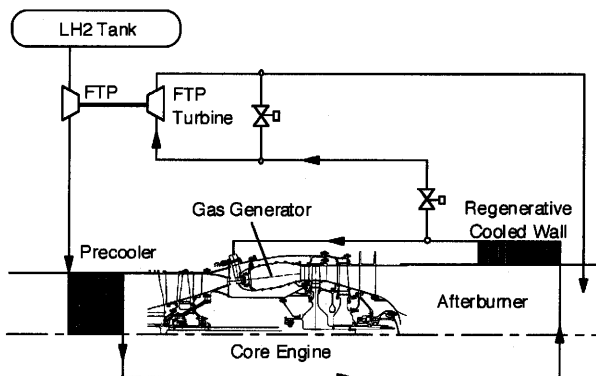 LH2 Tank
FTP
FTP
Turbine
Gas Generator
Regenerative
Cooled Wall
Precooler
Afterburner
Core Engine